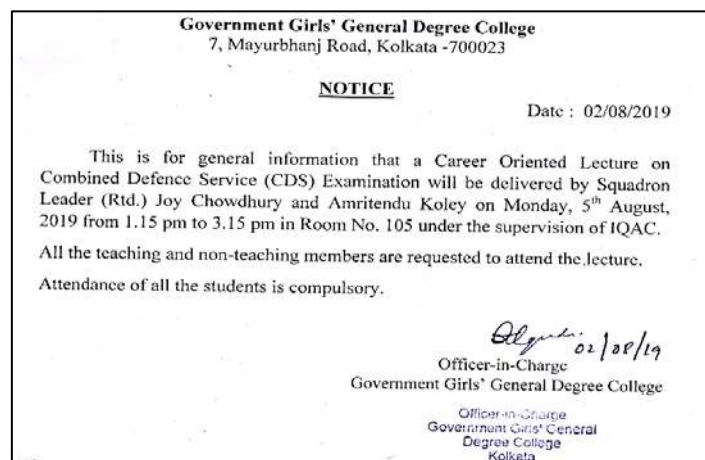 Government Girls' General Degree College
7, Mayurbhanj Road, Kolkata -700023
NOTICE
Date : 02/08/2019
This is for general information that a Career Oriented Lecture on
Combined Defence Service (CDS) Examination will be delivered by Squadron
Leader (Rtd.) Joy Chowdhury and Amritendu Koley on Monday, 5th August,
2019 from 1.15 pm to 3.15 pm in Room No. 105 under the supervision of IQAC.
All the teaching and non-teaching members are requested to attend the lecture.
Attendance of all the students is compulsory.
02/08/19
Officer-in-Charge
Government Girls' General Degree College
Officer-in-Charge
Government Girls' General
Degree College
Kolkata